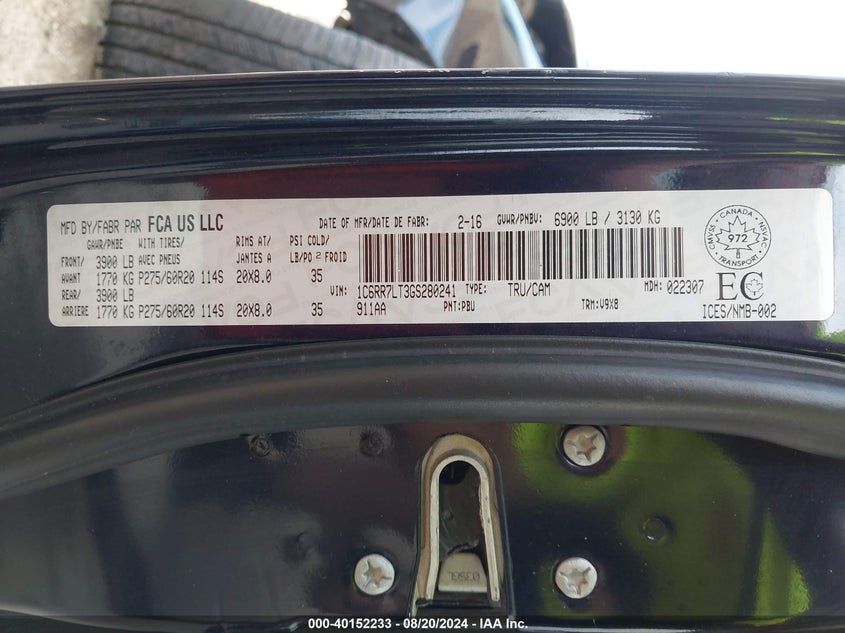 MFD BY/FABR PAR FCA US LLC
DATE OF MFR/DATE DE FABR: 2-16 GVWR/PNBV: 6900 LB / 3130 KG
GAWR/PNBE WITH TIRES/ RIMS AT/ PSI COLD/
AVEC PNEUS JANTES A LB/PO 2 FROID
FRONT/ 3900 LB
AVANT 1770 KG P275/60R20 114S 20X8.0 35
REAR/ 3900 LB
ARRIERE 1770 KG P275/60R20 114S 20X8.0 35
VIN: 1C6RR7LT3GS280241 TYPE: TRU/CAM MDH: 022307
911AA PNT:PBU TRM:V9X8
CANADA
CMVSS 972 NSVAC
TRANSPORT
EC
ICES/NMB-002
000-40152233 - 08/20/2024 - IAA Inc.